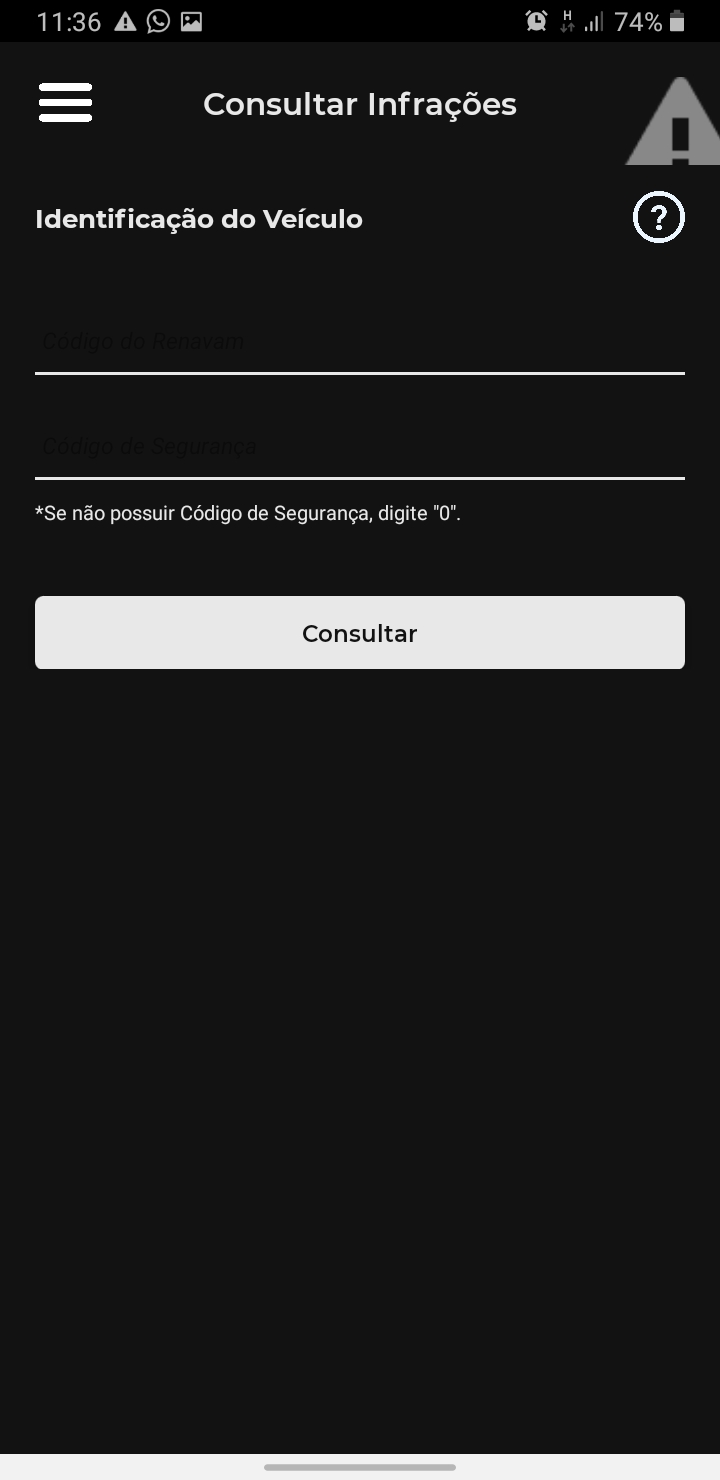 11:36
H
74%
Consultar Infrações
Identificação do Veículo
?
Código do Renavam
Código de Segurança
*Se não possuir Código de Segurança, digite "0".
Consultar